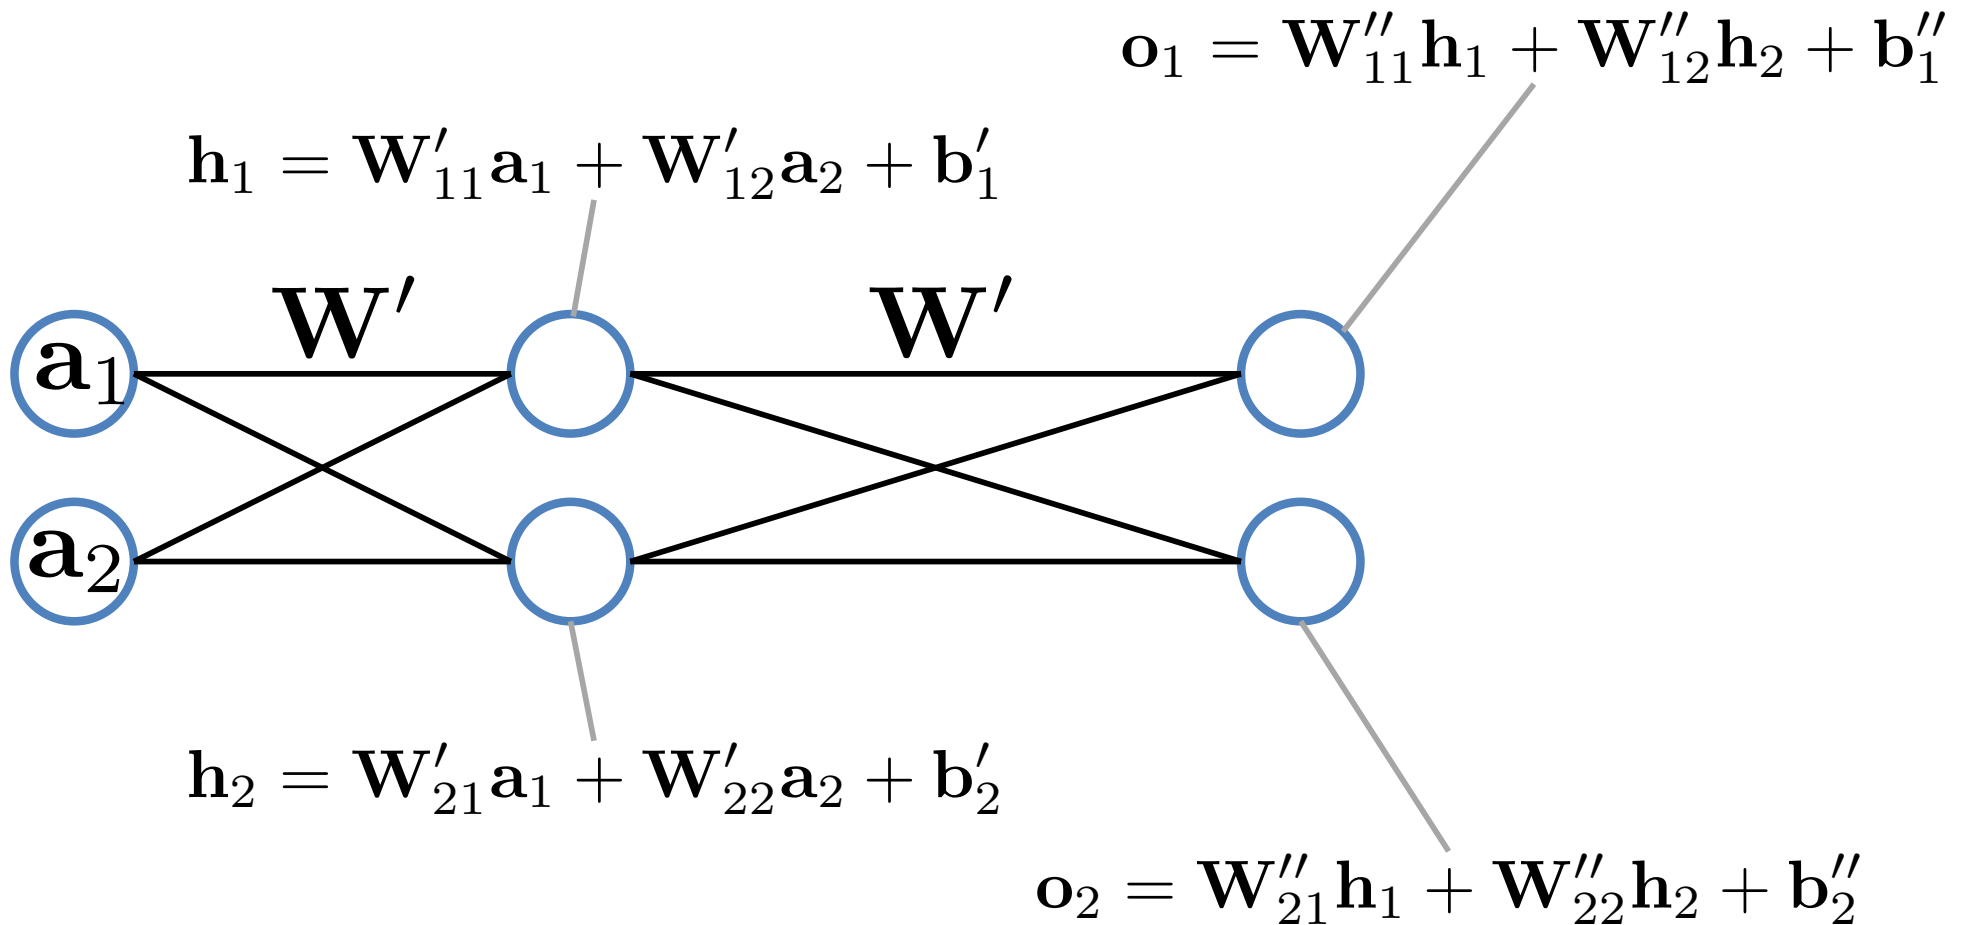 o₁ = W″₁₁h₁ + W″₁₂h₂ + b″₁
h₁ = W′₁₁a₁ + W′₁₂a₂ + b′₁
W′ W′
a₁
a₂
h₂ = W′₂₁a₁ + W′₂₂a₂ + b′₂
o₂ = W″₂₁h₁ + W″₂₂h₂ + b″₂